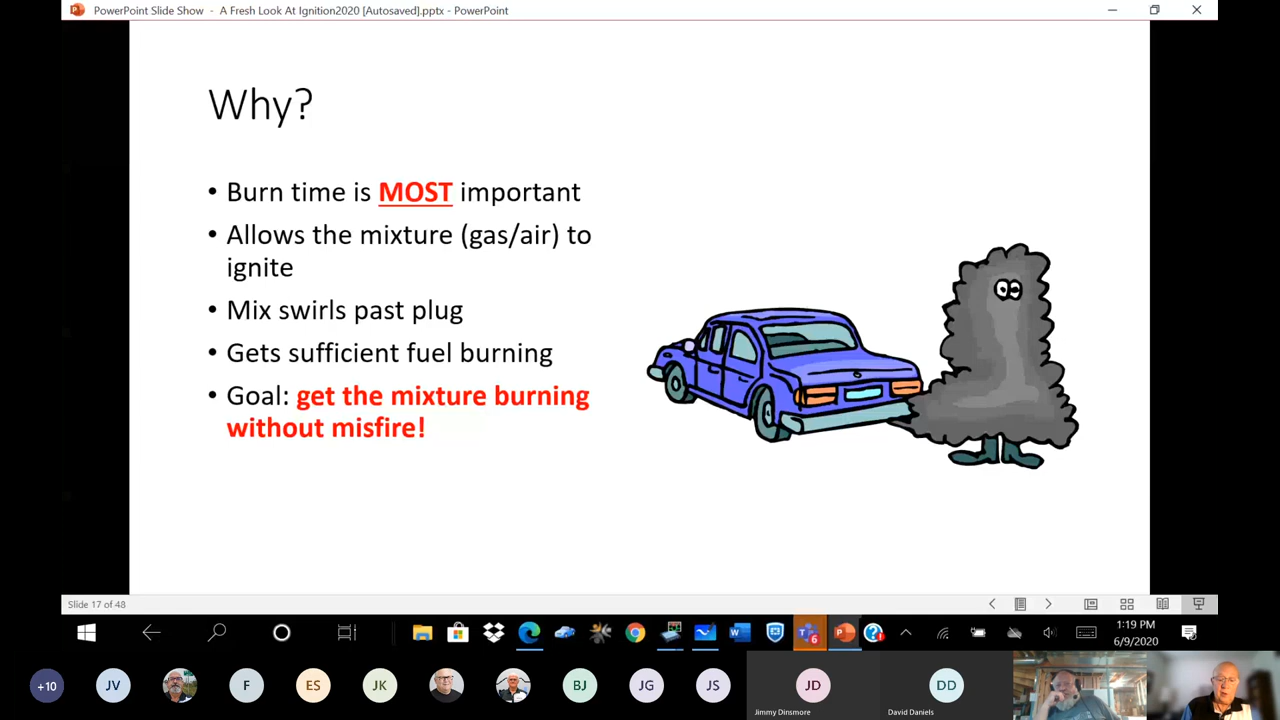 PowerPoint Slide Show - A Fresh Look At Ignition2020 [Autosaved].pptx - PowerPoint
Why?
• Burn time is MOST important
• Allows the mixture (gas/air) to
ignite
• Mix swirls past plug
• Gets sufficient fuel burning
• Goal: get the mixture burning
without misfire!
Slide 17 of 48
1:19 PM
6/9/2020
+10
JV
F
ES
JK
BJ
JG
JS
JD
DD
Jimmy Dinsmore
David Daniels